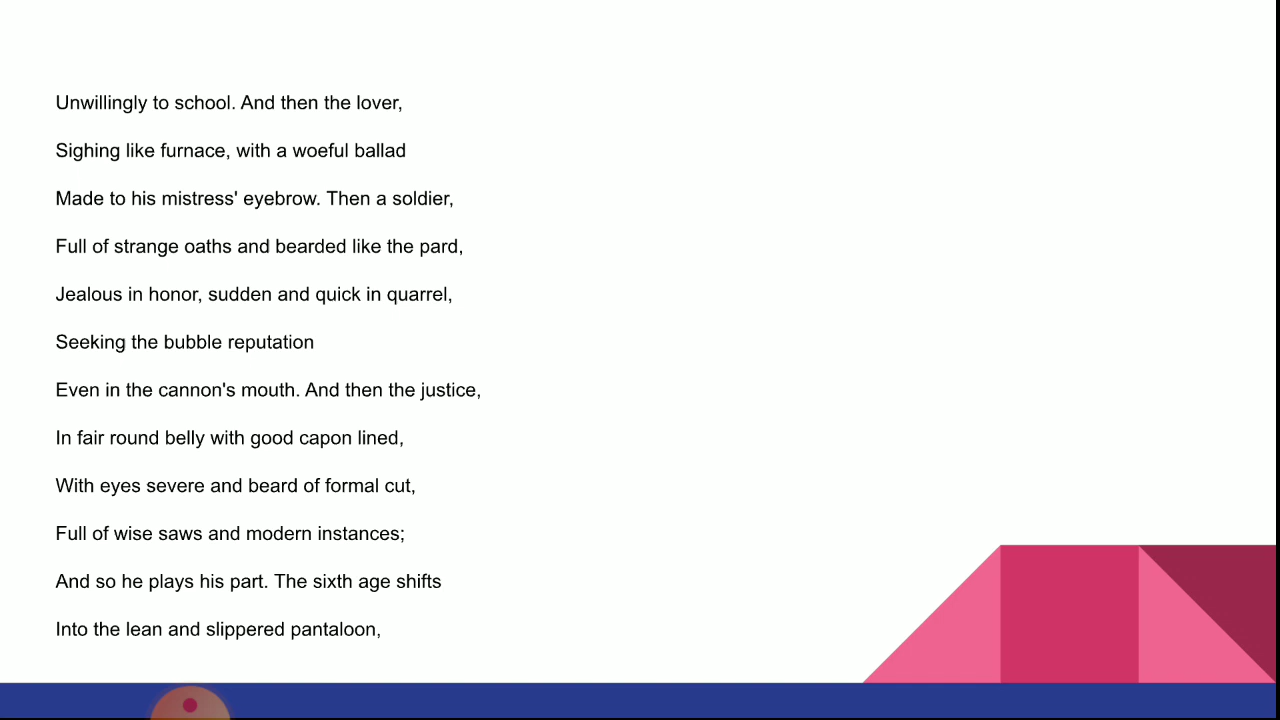 Unwillingly to school. And then the lover,
Sighing like furnace, with a woeful ballad
Made to his mistress' eyebrow. Then a soldier,
Full of strange oaths and bearded like the pard,
Jealous in honor, sudden and quick in quarrel,
Seeking the bubble reputation
Even in the cannon's mouth. And then the justice,
In fair round belly with good capon lined,
With eyes severe and beard of formal cut,
Full of wise saws and modern instances;
And so he plays his part. The sixth age shifts
Into the lean and slippered pantaloon,